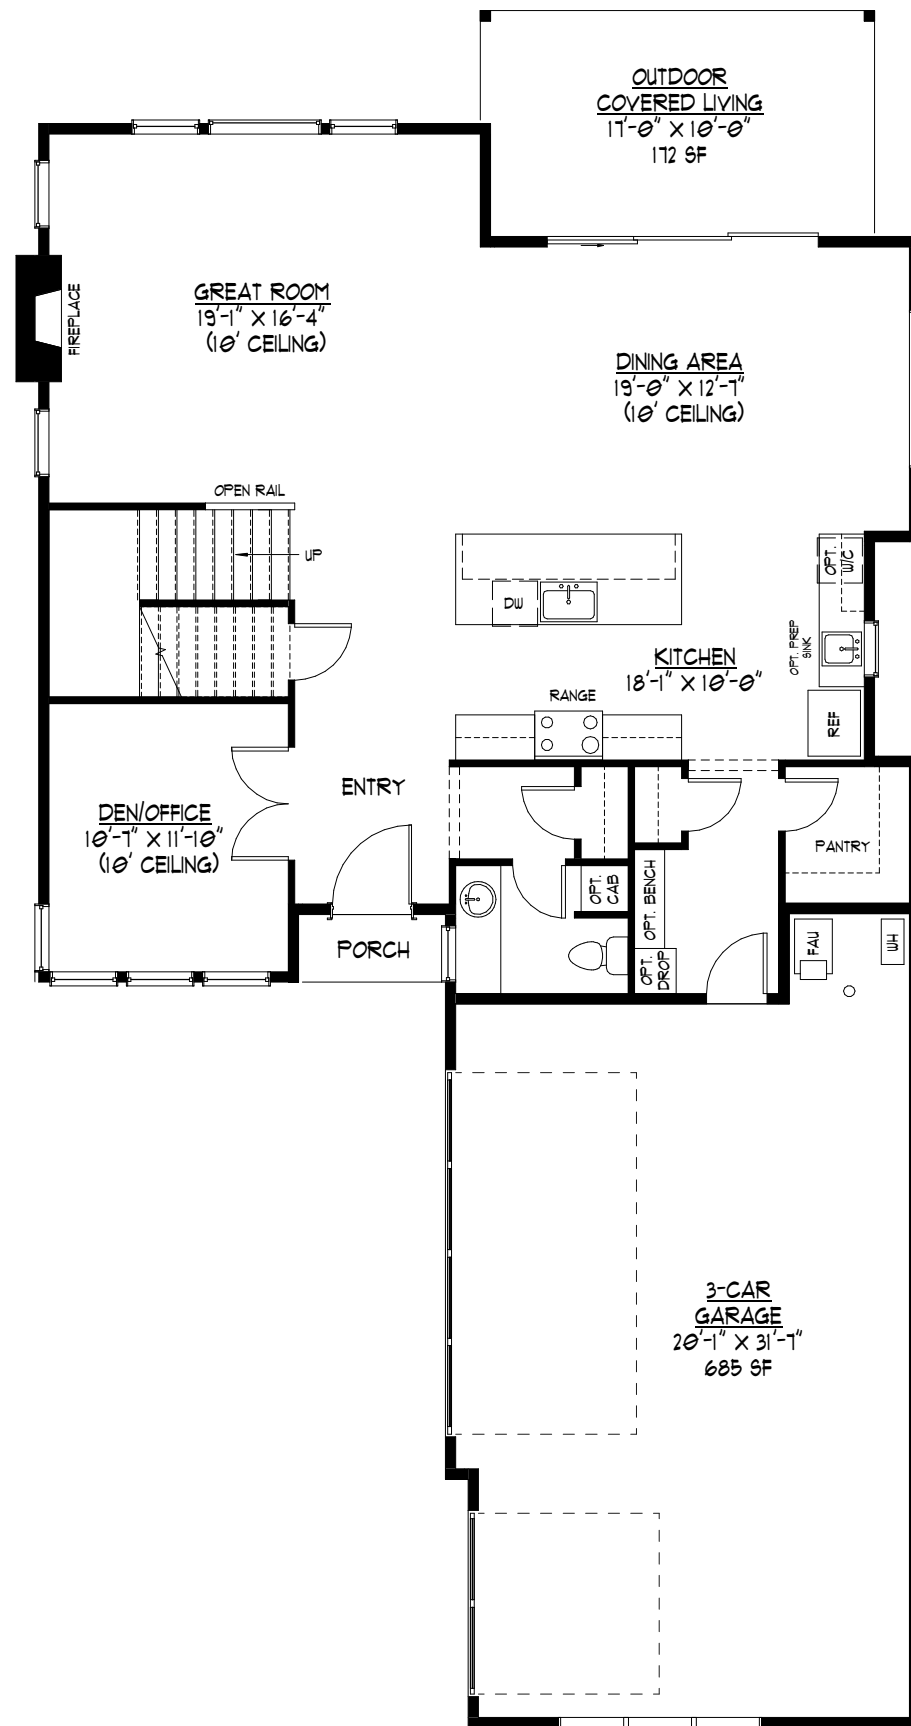 OUTDOOR
COVERED LIVING
17'-0" X 10'-0"
172 SF
GREAT ROOM
19'-1" X 16'-4"
(10' CEILING)
FIREPLACE
DINING AREA
19'-0" X 12'-7"
(10' CEILING)
OPEN RAIL
UP
DW
OPT.
W/C
OPT. PREP
SINK
KITCHEN
18'-1" X 10'-0"
RANGE
REF
ENTRY
DEN/OFFICE
10'-7" X 11'-10"
(10' CEILING)
PANTRY
OPT.
CAB
OPT. BENCH
PORCH
OPT.
DROP
FAU
WH
3-CAR
GARAGE
20'-1" X 31'-7"
685 SF